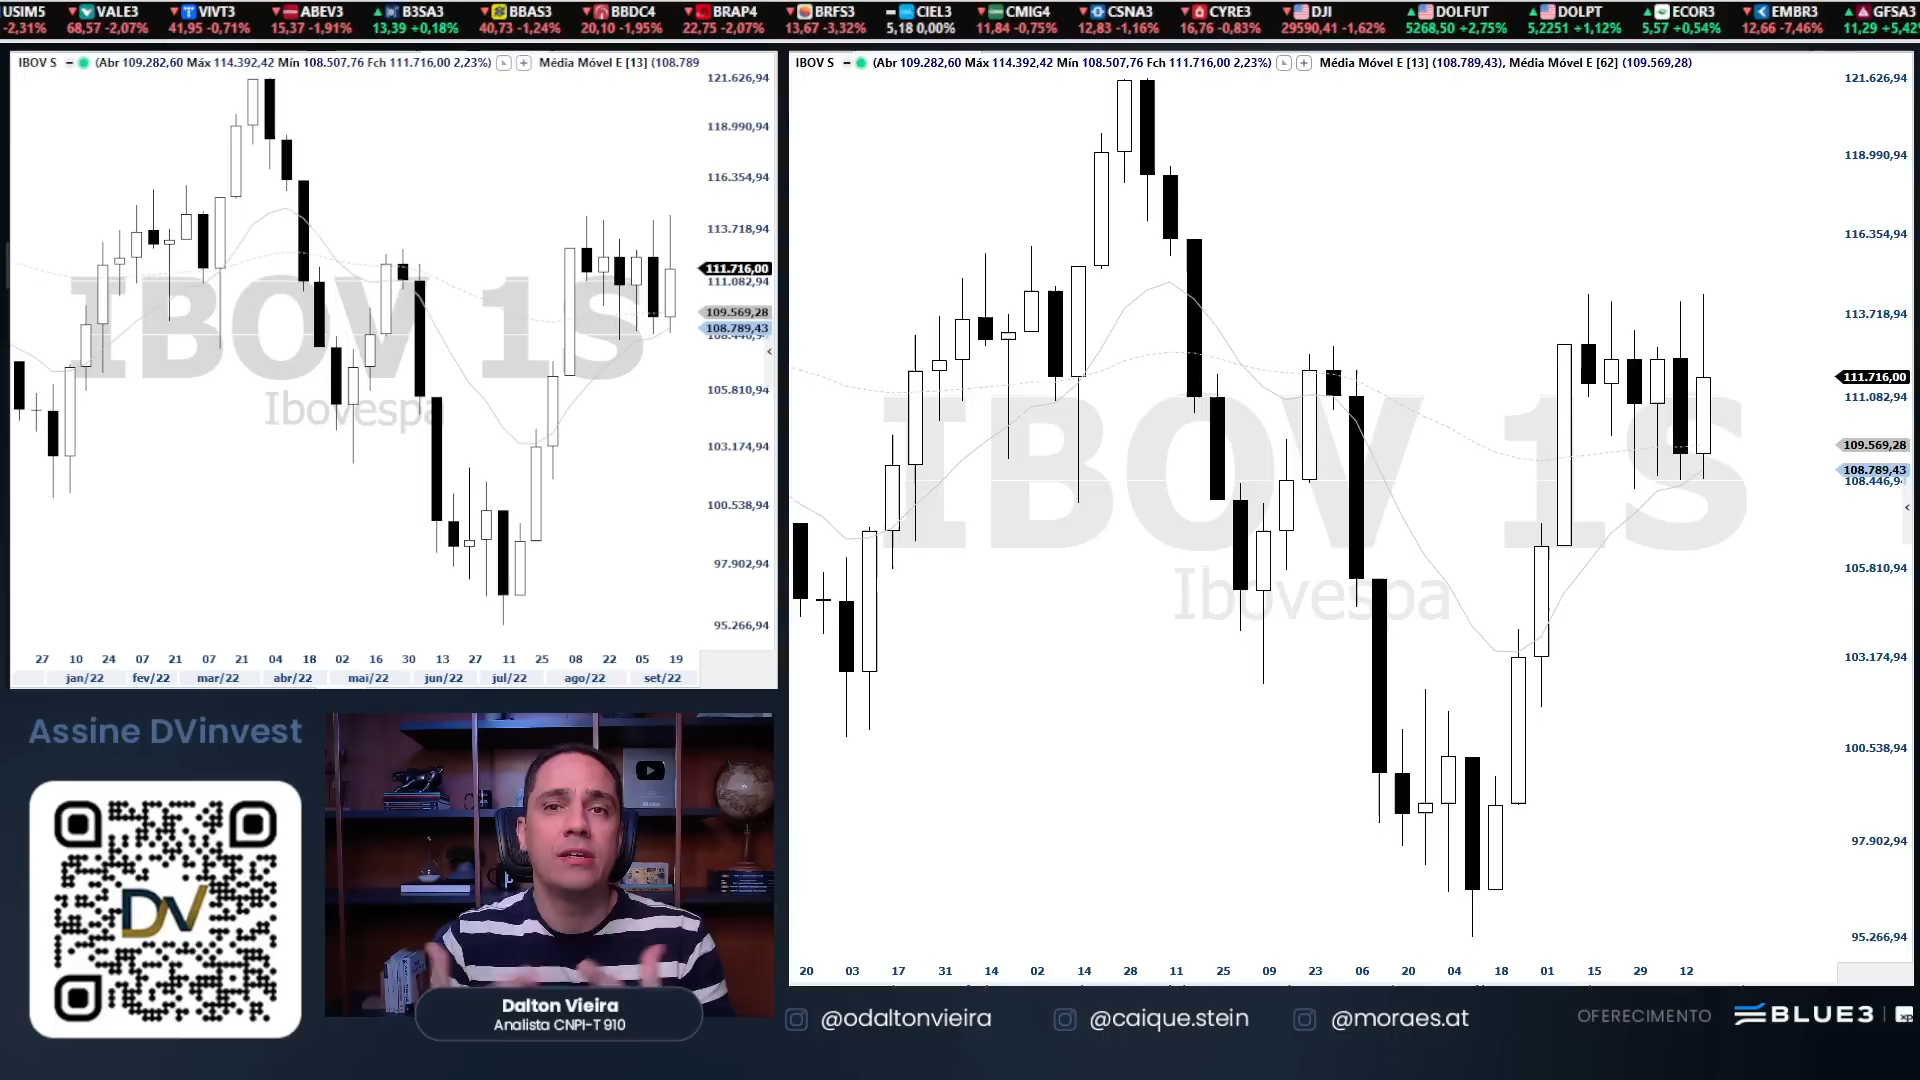 USIM5 VALE3 VIVT3 ABEV3 B3SA3 BBAS3 BBDC4 BRAP4 BRFS3 CIEL3 CMIG4 CSNA3 CYRE3 DJI DOLFUT DOLPT ECOR3 EMBR3 GFSA3
-2,31% 68,57 -2,07% 41,95 -0,71% 15,37 -1,91% 13,39 +0,18% 40,73 -1,24% 20,10 -1,95% 22,75 -2,07% 13,67 -3,32% 5,18 0,00% 11,84 -0,75% 12,83 -1,16% 16,76 -0,83% 29590,41 -1,62% 5268,50 +2,75% 5,2251 +1,12% 5,57 +0,54% 12,66 -7,46% 11,29 +5,42
IBOV S (Abr 109.282,60 Máx 114.392,42 Mín 108.507,76 Fch 111.716,00 2,23%) Média Móvel E [13] (108.789
121.626,94
118.990,94
116.354,94
113.718,94
111.716,00
111.082,94
109.569,28
108.789,43
105.810,94
103.174,94
100.538,94
97.902,94
95.266,94
IBOV 1S
Ibovespa
27 10 24 07 21 07 21 04 18 02 16 30 13 27 11 25 08 22 05 19
jan/22 fev/22 mar/22 abr/22 mai/22 jun/22 jul/22 ago/22 set/22
IBOV S (Abr 109.282,60 Máx 114.392,42 Mín 108.507,76 Fch 111.716,00 2,23%) Média Móvel E [13] (108.789,43), Média Móvel E [62] (109.569,28)
121.626,94
118.990,94
116.354,94
113.718,94
111.716,00
111.082,94
109.569,28
108.789,43
108.446,94
105.810,94
103.174,94
100.538,94
97.902,94
95.266,94
IBOV 1S
Ibovespa
20 03 17 31 14 02 14 28 11 25 09 23 06 20 04 18 01 15 29 12
Assine DVinvest
DV
Dalton Vieira
Analista CNPI-T 910
@odaltonvieira @caique.stein @moraes.at
OFERECIMENTO BLUE3 xp